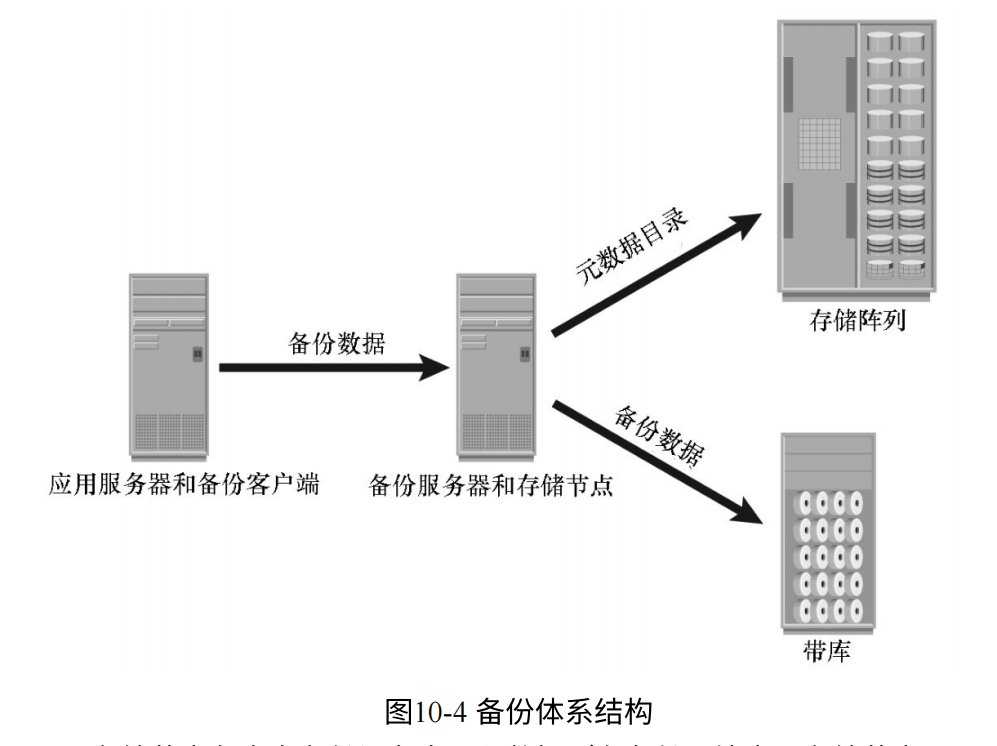 元数据目录
存储阵列
备份数据
备份数据
应用服务器和备份客户端
备份服务器和存储节点
带库
图10-4 备份体系结构